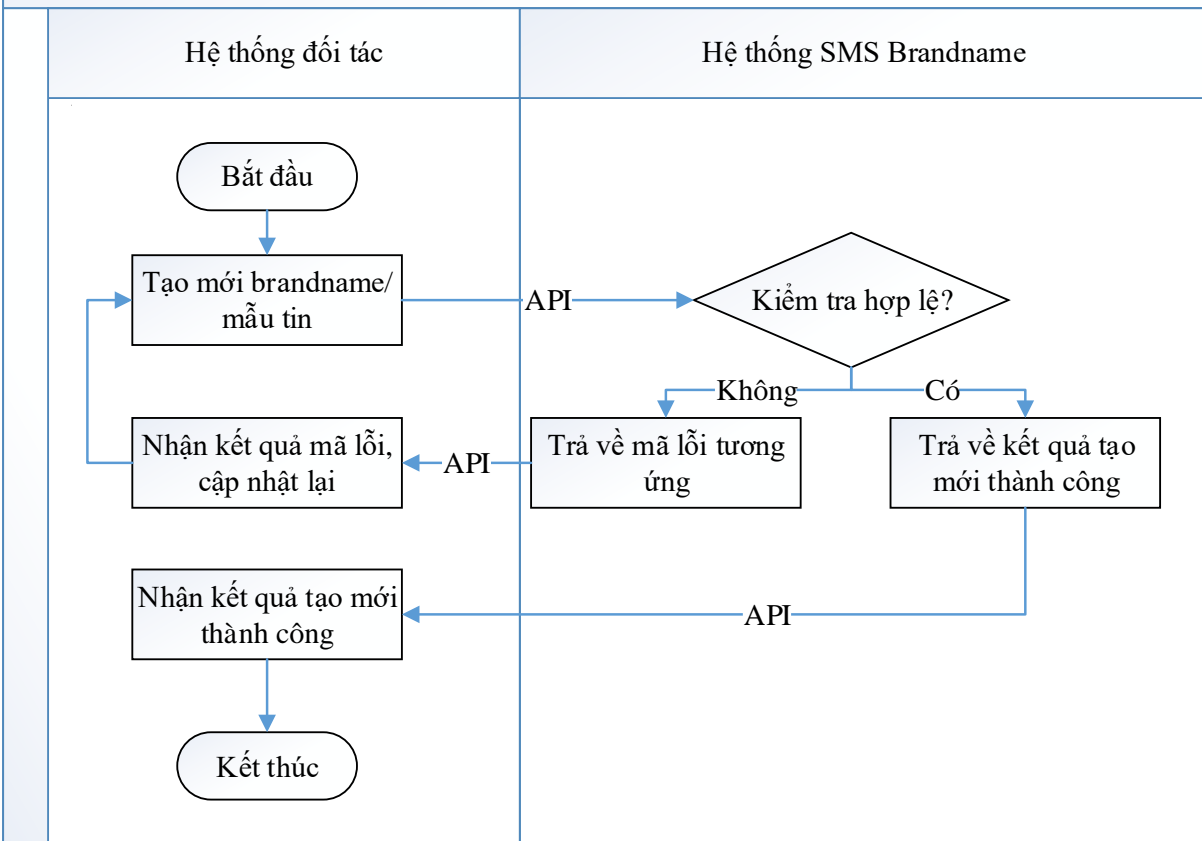 Hệ thống đối tác
Hệ thống SMS Brandname
Bắt đầu
Tạo mới brandname/
mẫu tin
API
Kiểm tra hợp lệ?
Không
Có
Nhận kết quả mã lỗi,
cập nhật lại
API
Trả về mã lỗi tương
ứng
Trả về kết quả tạo
mới thành công
Nhận kết quả tạo mới
thành công
API
Kết thúc